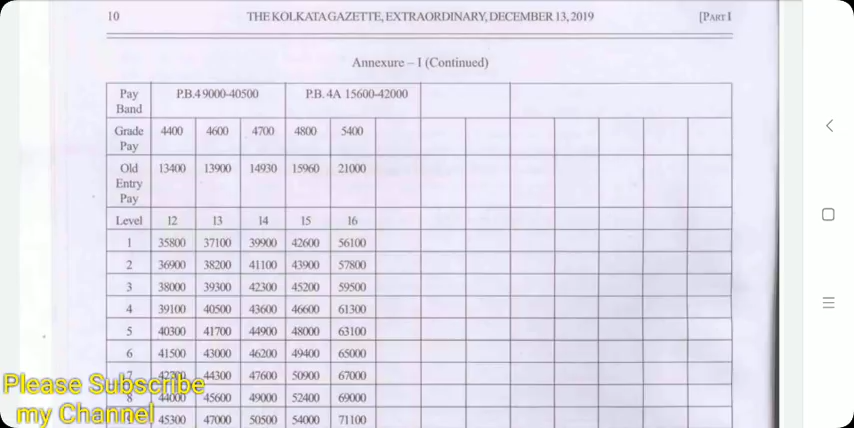 10 THE KOLKATA GAZETTE, EXTRAORDINARY, DECEMBER 13, 2019 [PART I
Annexure – I (Continued)
Pay Band P.B.4 9000-40500 P.B. 4A 15600-42000
Grade Pay 4400 4600 4700 4800 5400
Old Entry Pay 13400 13900 14930 15960 21000
Level 12 13 14 15 16
1 35800 37100 39900 42600 56100
2 36900 38200 41100 43900 57800
3 38000 39300 42300 45200 59500
4 39100 40500 43600 46600 61300
5 40300 41700 44900 48000 63100
6 41500 43000 46200 49400 65000
7 44300 47600 50900 67000
8 44000 45600 49000 52400 69000
45300 47000 50500 54000 71100
Please Subscribe
my Channel